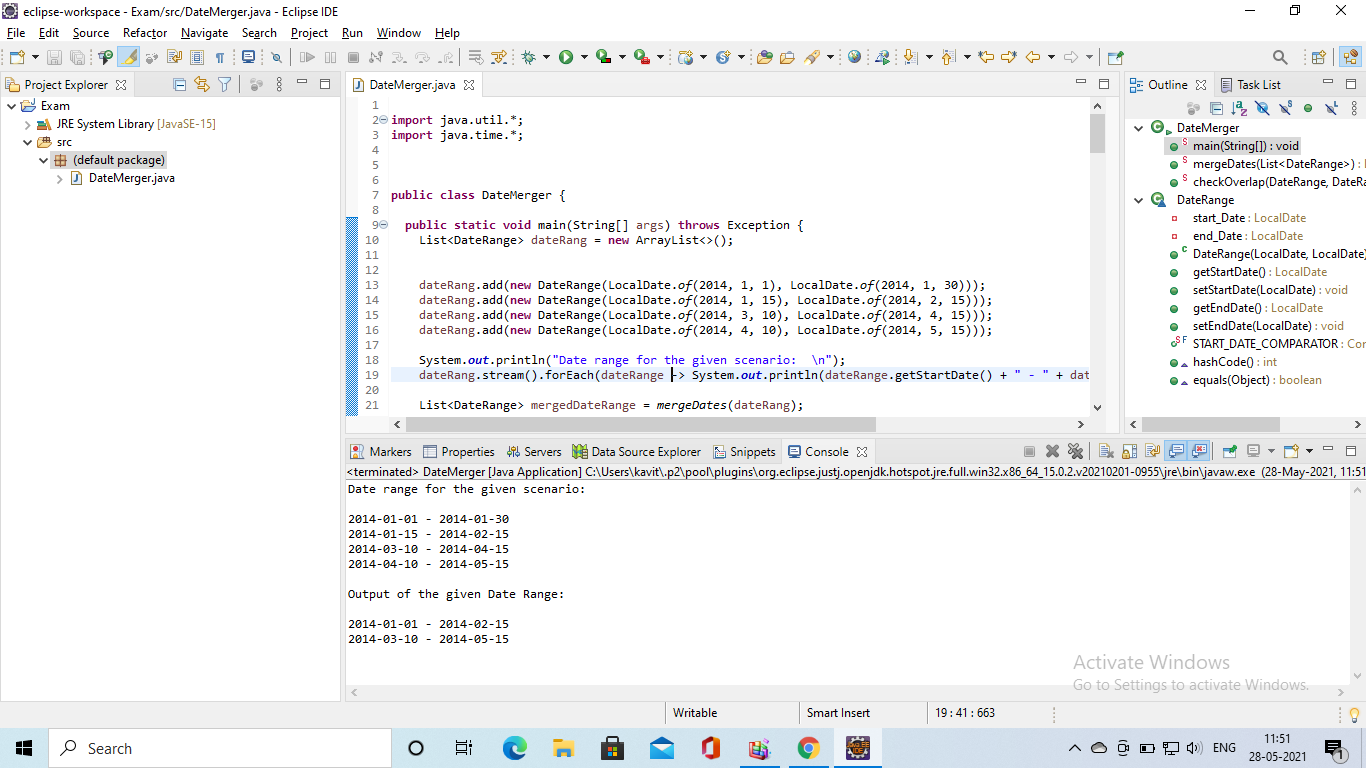 eclipse-workspace - Exam/src/DateMerger.java - Eclipse IDE
File Edit Source Refactor Navigate Search Project Run Window Help
Project Explorer
Exam
JRE System Library [JavaSE-15]
src
(default package)
DateMerger.java
DateMerger.java
1
2 import java.util.*;
3 import java.time.*;
4
5
6
7 public class DateMerger {
8
9 public static void main(String[] args) throws Exception {
10 List<DateRange> dateRang = new ArrayList<>();
11
12
13 dateRang.add(new DateRange(LocalDate.of(2014, 1, 1), LocalDate.of(2014, 1, 30)));
14 dateRang.add(new DateRange(LocalDate.of(2014, 1, 15), LocalDate.of(2014, 2, 15)));
15 dateRang.add(new DateRange(LocalDate.of(2014, 3, 10), LocalDate.of(2014, 4, 15)));
16 dateRang.add(new DateRange(LocalDate.of(2014, 4, 10), LocalDate.of(2014, 5, 15)));
17
18 System.out.println("Date range for the given scenario:  \n");
19 dateRang.stream().forEach(dateRange -> System.out.println(dateRange.getStartDate() + " - " + dat
20
21 List<DateRange> mergedDateRange = mergeDates(dateRang);
Outline Task List
DateMerger
main(String[]) : void
mergeDates(List<DateRange>) :
checkOverlap(DateRange, DateRa
DateRange
start_Date : LocalDate
end_Date : LocalDate
DateRange(LocalDate, LocalDate)
getStartDate() : LocalDate
setStartDate(LocalDate) : void
getEndDate() : LocalDate
setEndDate(LocalDate) : void
START_DATE_COMPARATOR : Cor
hashCode() : int
equals(Object) : boolean
Markers Properties Servers Data Source Explorer Snippets Console
<terminated> DateMerger [Java Application] C:\Users\kavit\.p2\pool\plugins\org.eclipse.justj.openjdk.hotspot.jre.full.win32.x86_64_15.0.2.v20210201-0955\jre\bin\javaw.exe (28-May-2021, 11:51
Date range for the given scenario:
2014-01-01 - 2014-01-30
2014-01-15 - 2014-02-15
2014-03-10 - 2014-04-15
2014-04-10 - 2014-05-15
Output of the given Date Range:
2014-01-01 - 2014-02-15
2014-03-10 - 2014-05-15
Activate Windows
Go to Settings to activate Windows.
Writable Smart Insert 19 : 41 : 663
Search
ENG
11:51
28-05-2021
1